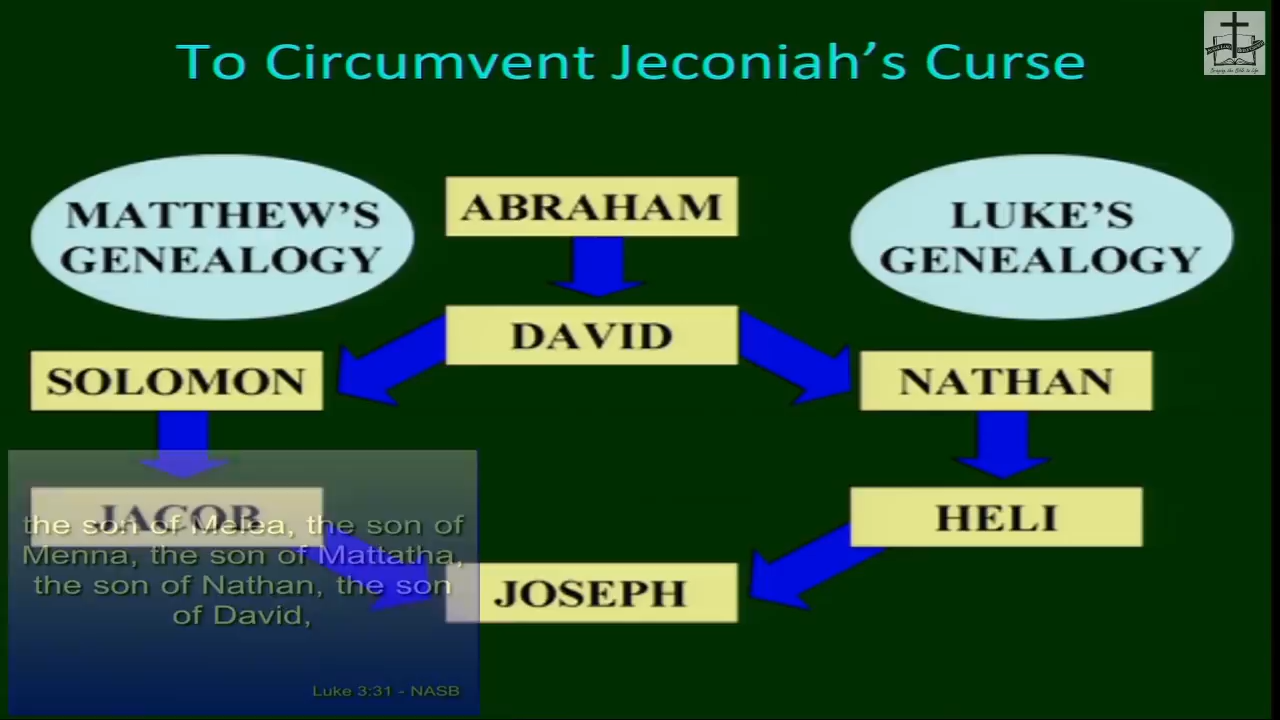 To Circumvent Jeconiah's Curse
MATTHEW'S
GENEALOGY
ABRAHAM
LUKE'S
GENEALOGY
DAVID
SOLOMON
NATHAN
JACOB
HELI
JOSEPH
the son of Melea, the son of
Menna, the son of Mattatha,
the son of Nathan, the son
of David,
Luke 3:31 - NASB